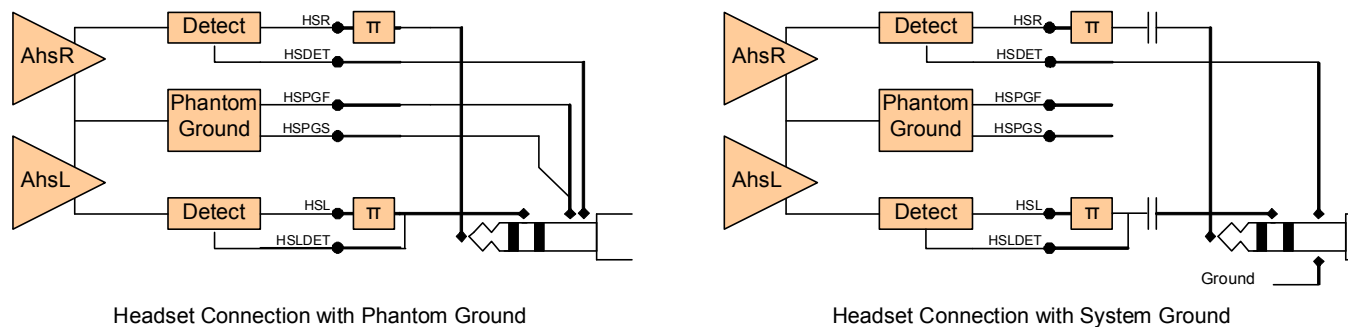 AhsR
Detect
HSR
π
HSDET
Phantom
Ground
HSPGF
HSPGS
AhsL
Detect
HSL
π
HSLDET
Headset Connection with Phantom Ground
AhsR
Detect
HSR
π
HSDET
Phantom
Ground
HSPGF
HSPGS
AhsL
Detect
HSL
π
HSLDET
Ground
Headset Connection with System Ground